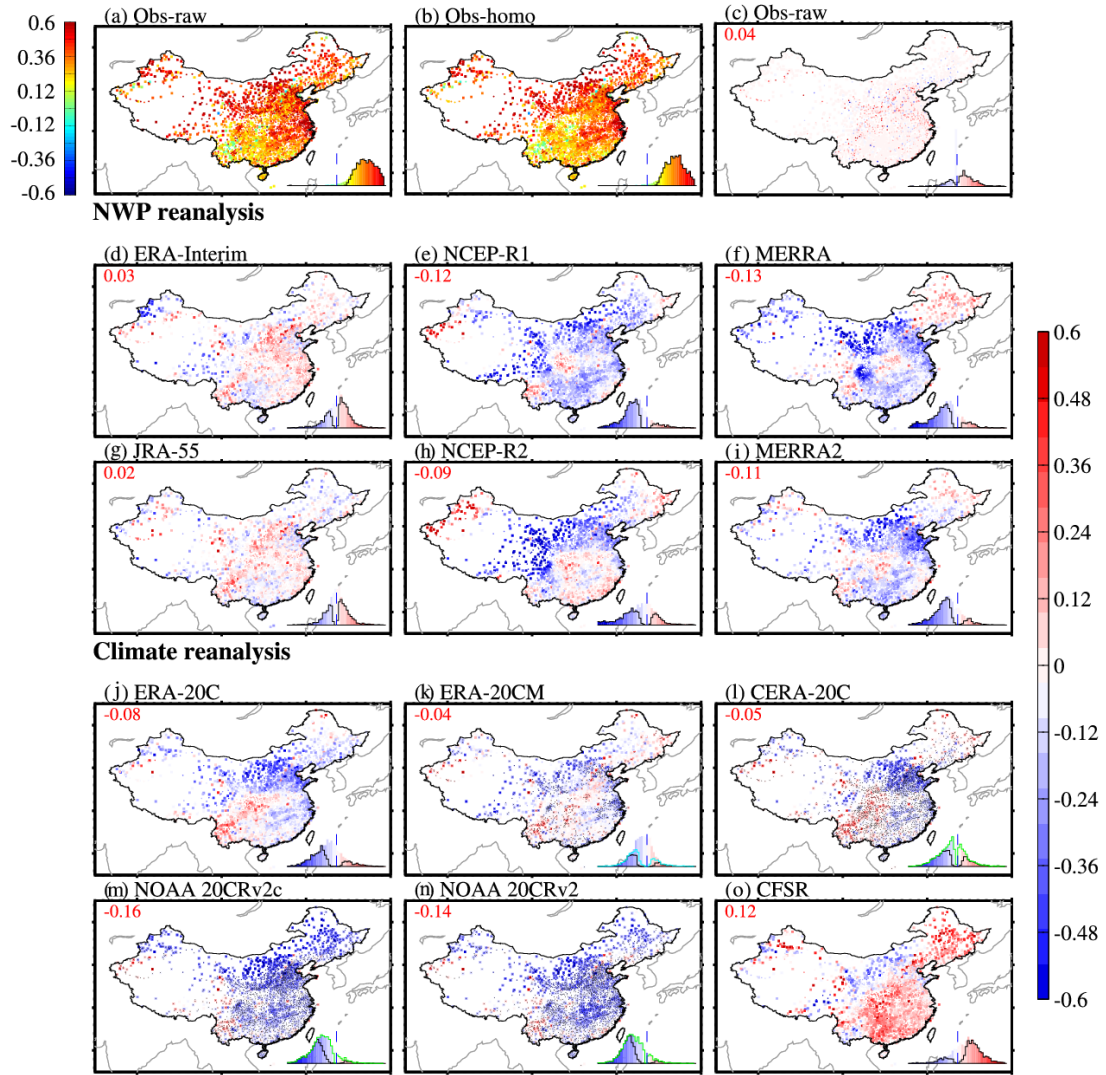 0.6
0.36
0.12
-0.12
-0.36
-0.6
(a) Obs-raw
(b) Obs-homo
(c) Obs-raw
0.04
NWP reanalysis
(d) ERA-Interim
0.03
(e) NCEP-R1
-0.12
(f) MERRA
-0.13
(g) JRA-55
0.02
(h) NCEP-R2
-0.09
(i) MERRA2
-0.11
Climate reanalysis
(j) ERA-20C
-0.08
(k) ERA-20CM
-0.04
(l) CERA-20C
-0.05
(m) NOAA 20CRv2c
-0.16
(n) NOAA 20CRv2
-0.14
(o) CFSR
0.12
0.6
0.48
0.36
0.24
0.12
0
-0.12
-0.24
-0.36
-0.48
-0.6